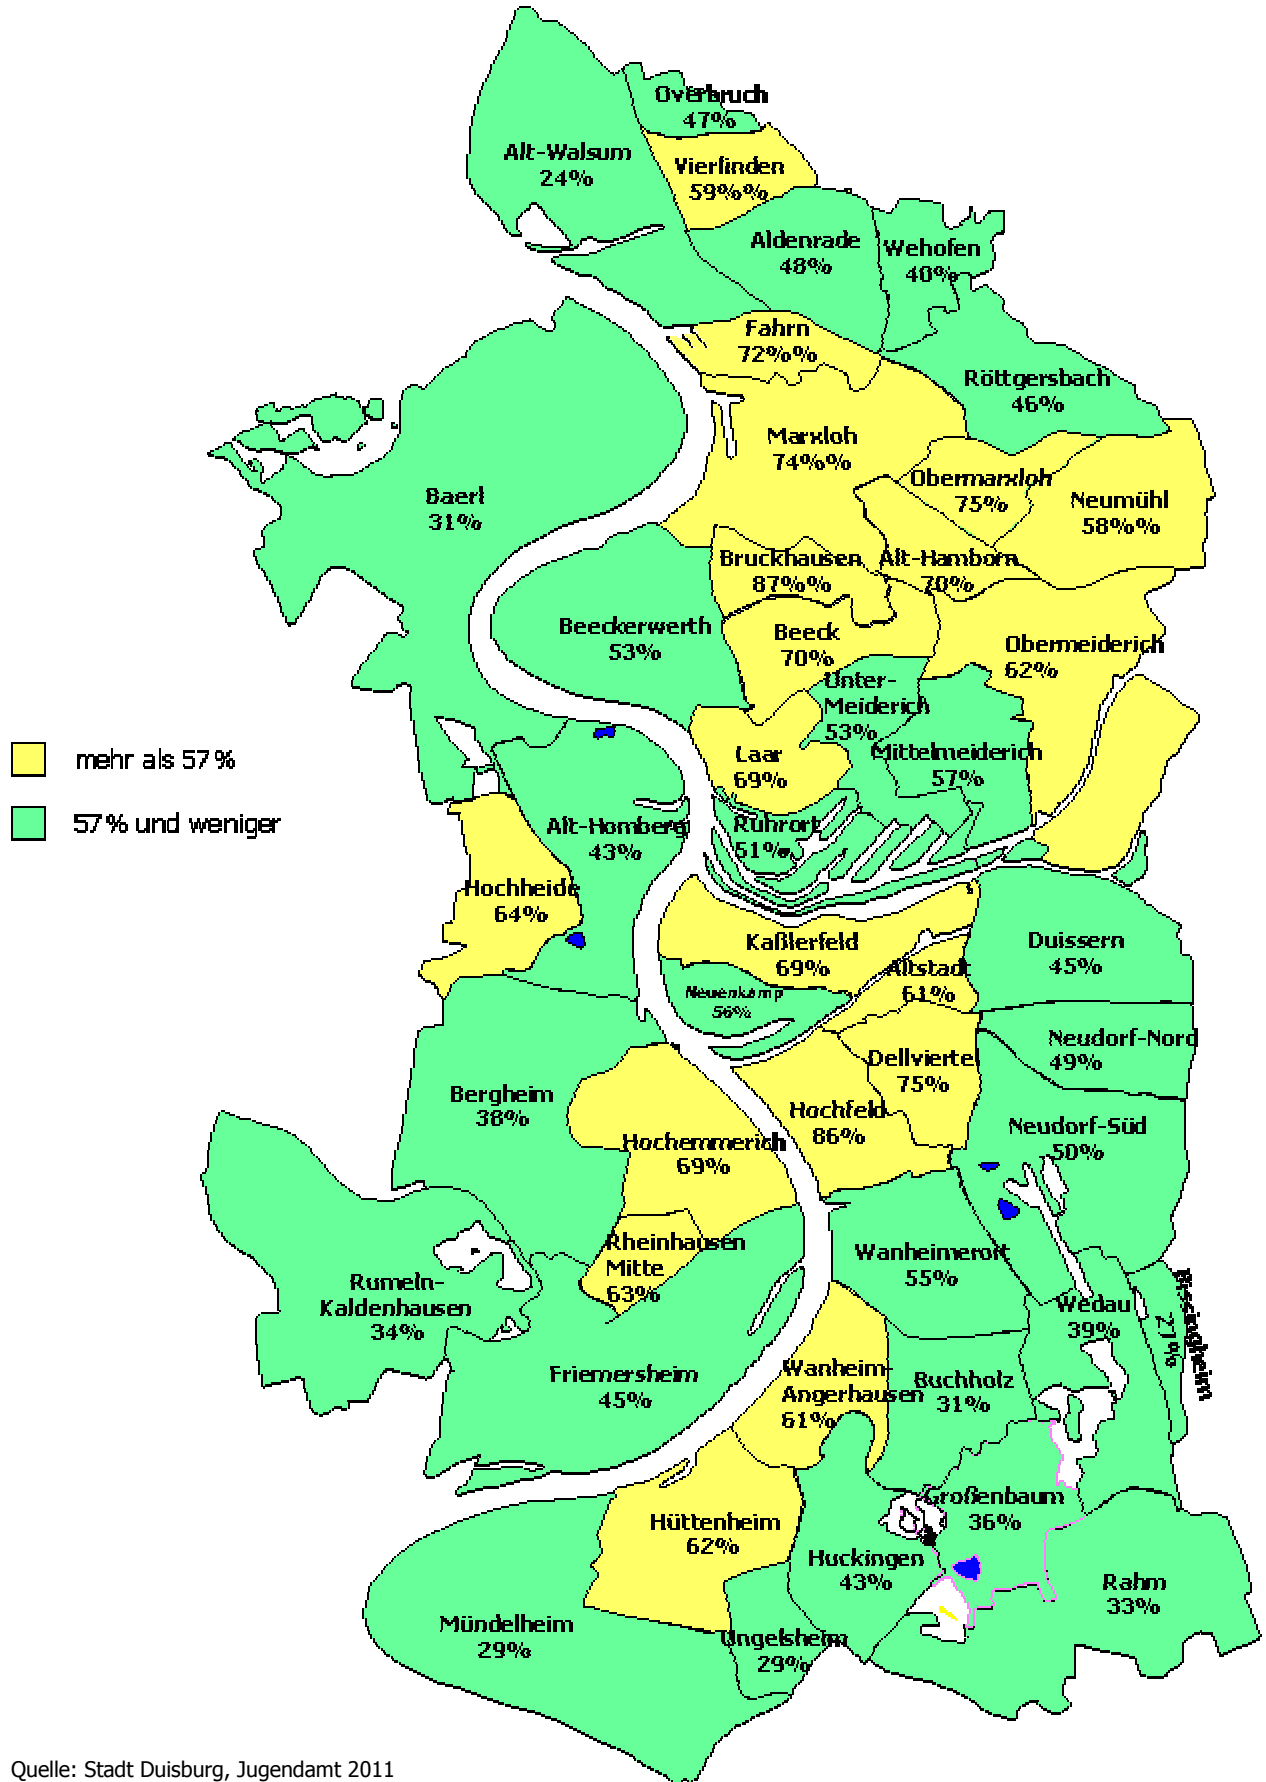 Overbruch
47%
Alt-Walsum
24%
Vierlinden
59%%
Aldenrade
48%
Wehofen
40%
Fahrn
72%%
Röttgersbach
46%
Marxloh
74%%
Obermarxloh
75%
Neumühl
58%%
Baerl
31%
Bruckhausen
87%%
Alt-Hamborn
70%
Beeckerwerth
53%
Beeck
70%
Obermeiderich
62%
Unter-
Meiderich
53%
Laar
69%
Mittelmeiderich
57%
mehr als 57%
57% und weniger
Alt-Homberg
43%
Ruhrort
51%
Hochheide
64%
Kaßlerfeld
69%
Duissern
45%
Altstadt
61%
Neuenkamp
56%
Neudorf-Nord
49%
Dellviertel
75%
Bergheim
38%
Hochfeld
86%
Neudorf-Süd
50%
Hochemmerich
69%
Rheinhausen
Mitte
63%
Wanheimerort
55%
Rumeln-
Kaldenhausen
34%
Wedau
39%
Bissingheim
27%
Friemersheim
45%
Wanheim-
Angerhausen
61%
Buchholz
31%
Großenbaum
36%
Hüttenheim
62%
Huckingen
43%
Rahm
33%
Mündelheim
29%
Ungelsheim
29%
Quelle: Stadt Duisburg, Jugendamt 2011